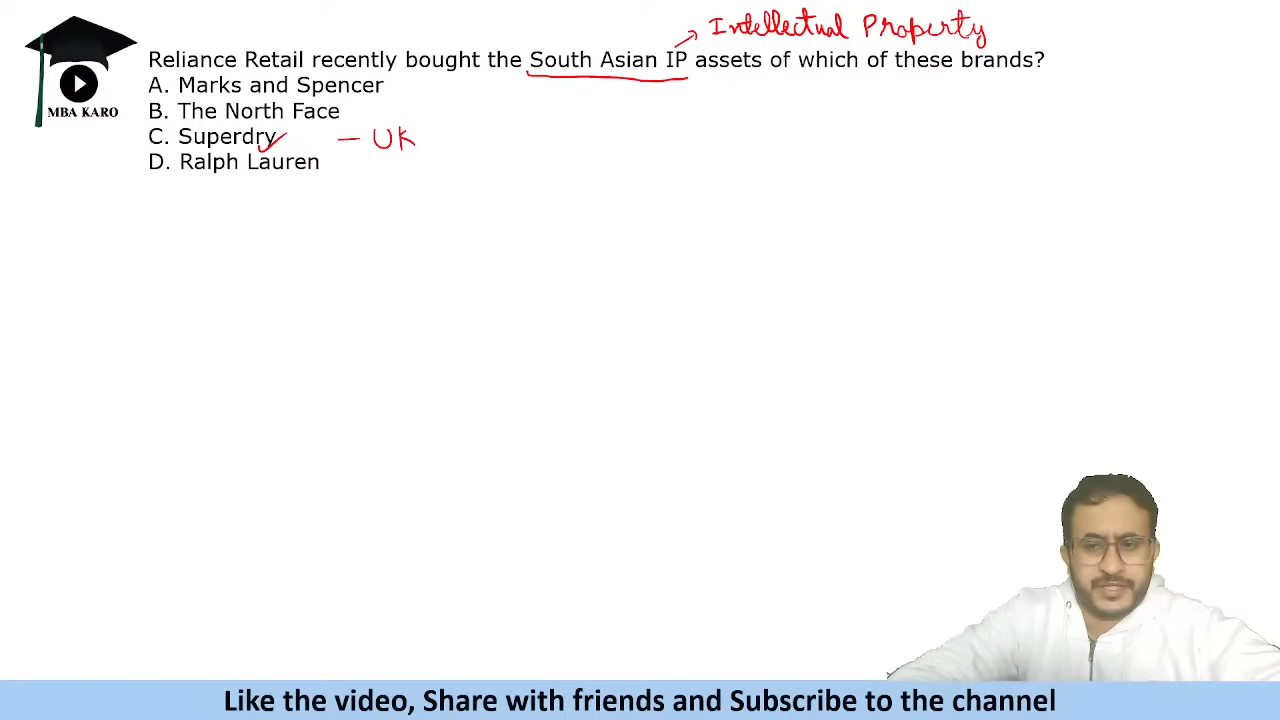 Intellectual Property
Reliance Retail recently bought the South Asian IP assets of which of these brands?
A. Marks and Spencer
B. The North Face
MBA KARO
C. Superdry — UK
D. Ralph Lauren
Like the video, Share with friends and Subscribe to the channel